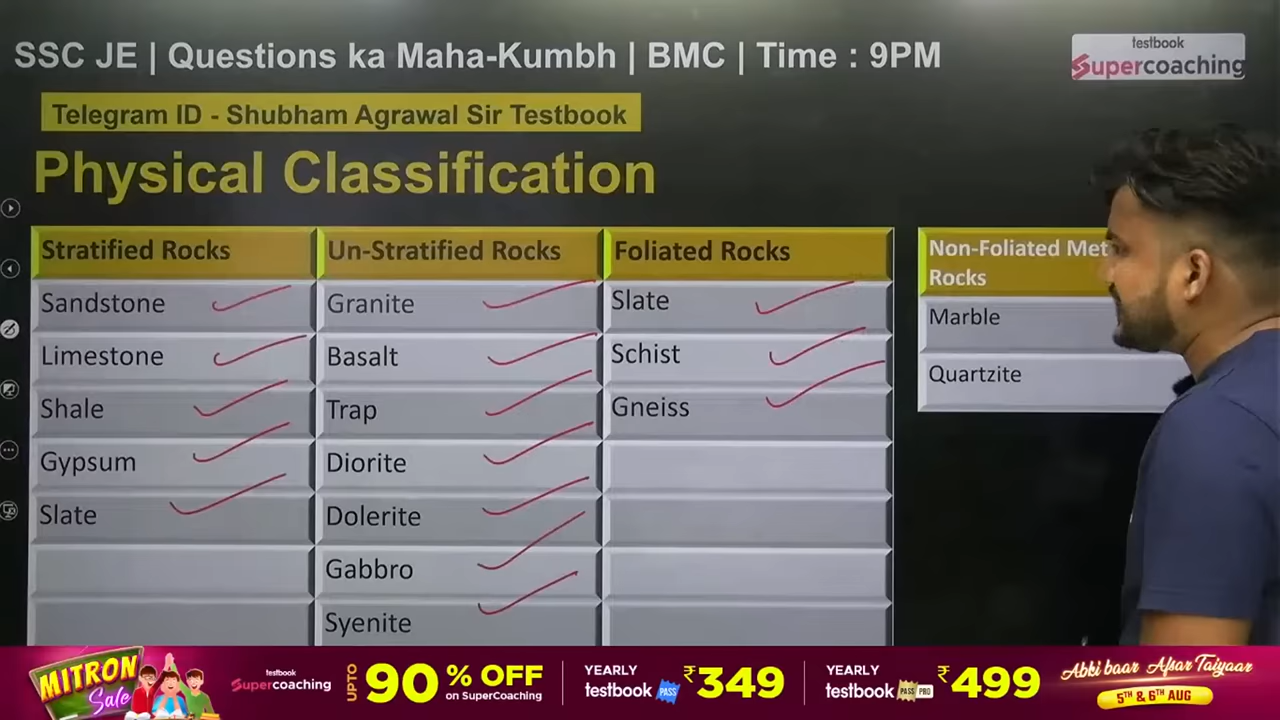 SSC JE | Questions ka Maha-Kumbh | BMC | Time : 9PM
testbook
Supercoaching
Telegram ID - Shubham Agrawal Sir Testbook
Physical Classification
Stratified Rocks
Un-Stratified Rocks
Foliated Rocks
Non-Foliated Met
Rocks
Sandstone
Granite
Slate
Marble
Limestone
Basalt
Schist
Quartzite
Shale
Trap
Gneiss
Gypsum
Diorite
Slate
Dolerite
Gabbro
Syenite
MITRON
Sale
testbook
Supercoaching
UPTO
90% OFF
on SuperCoaching
YEARLY
testbook PASS
₹349
YEARLY
testbook PASS PRO
₹499
Abki baar Afsar Taiyaar
5TH & 6TH AUG